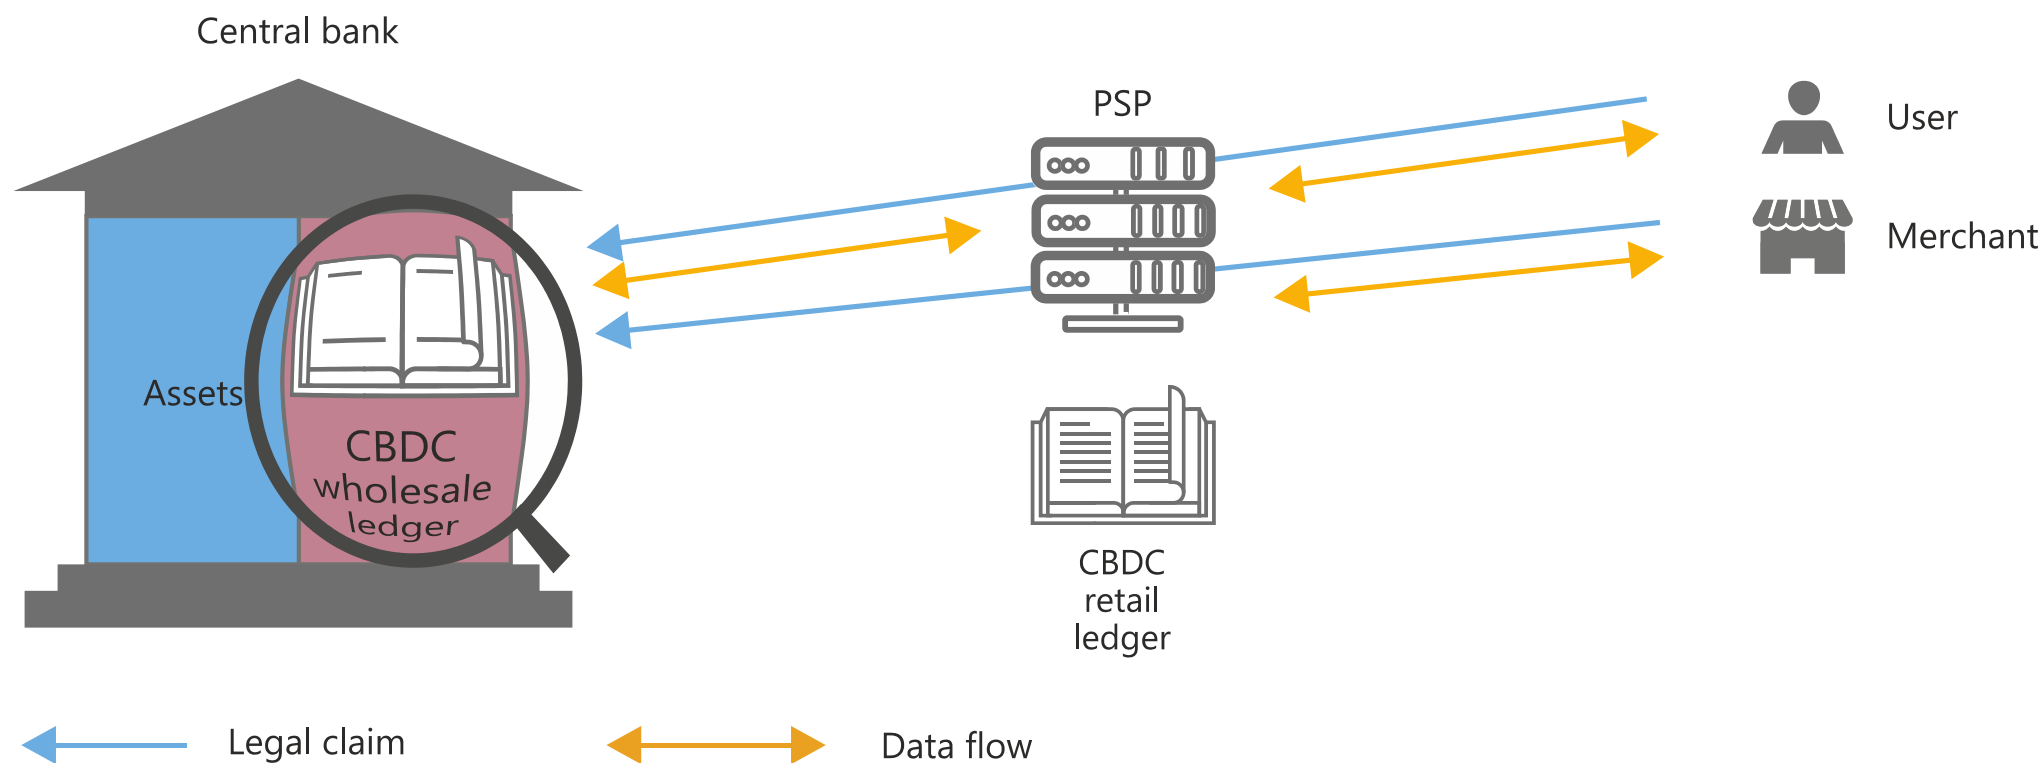 Central bank
PSP
User
Merchant
Assets
CBDC
wholesale
ledger
CBDC
retail
ledger
Legal claim
Data flow